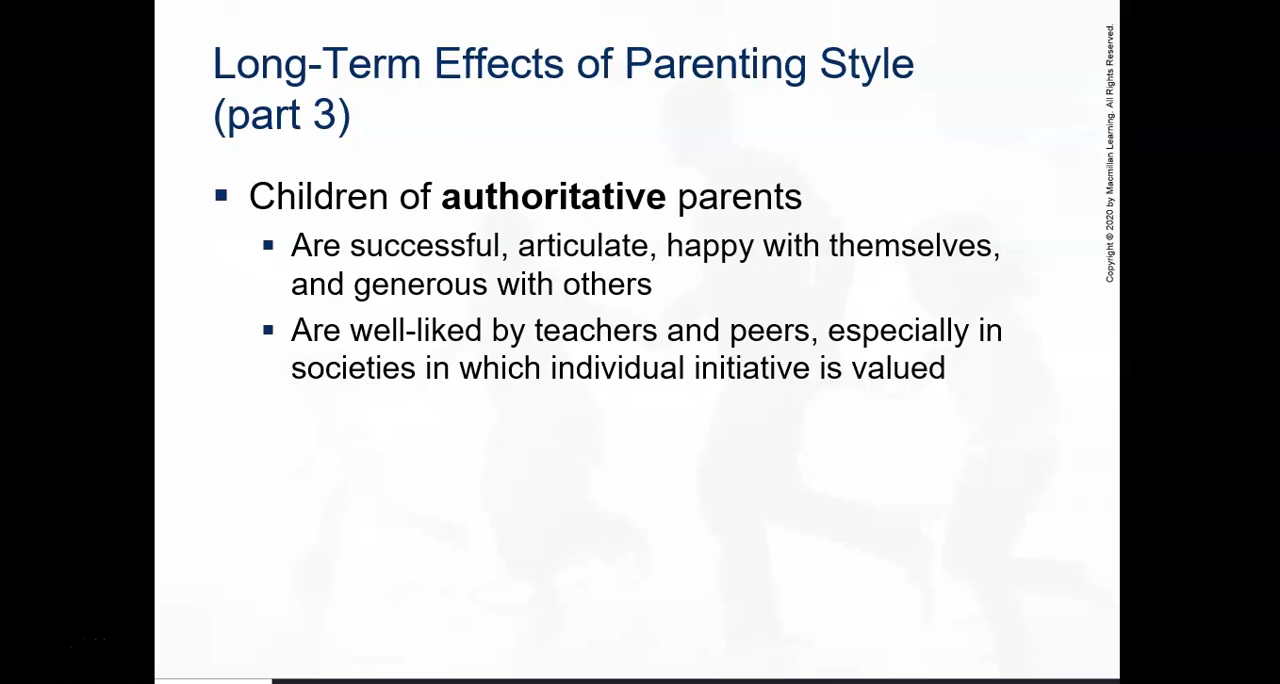 Long-Term Effects of Parenting Style
(part 3)
▪ Children of authoritative parents
▪ Are successful, articulate, happy with themselves,
and generous with others
▪ Are well-liked by teachers and peers, especially in
societies in which individual initiative is valued
Copyright © 2020 by Macmillan Learning. All Rights Reserved.